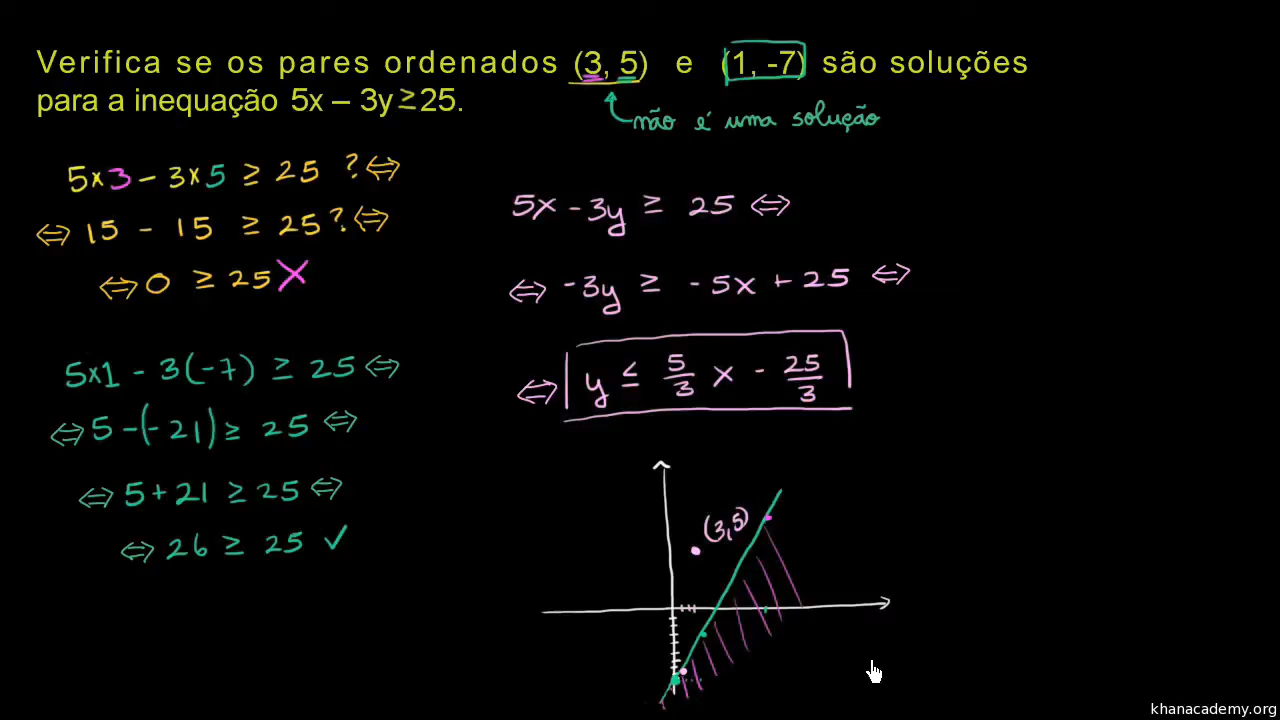 Verifica se os pares ordenados (3, 5) e (1, -7) são soluções
para a inequação 5x – 3y ≥ 25.
não é uma solução
5x3 - 3x5 ≥ 25 ? ⇔
⇔ 15 - 15 ≥ 25 ? ⇔
⇔ 0 ≥ 25 X
5x1 - 3(-7) ≥ 25 ⇔
⇔ 5 - (-21) ≥ 25 ⇔
⇔ 5 + 21 ≥ 25 ⇔
⇔ 26 ≥ 25 ✓
5x - 3y ≥ 25 ⇔
⇔ -3y ≥ -5x + 25 ⇔
⇔ y ≤ 5/3 x - 25/3
(3,5)
khanacademy.org